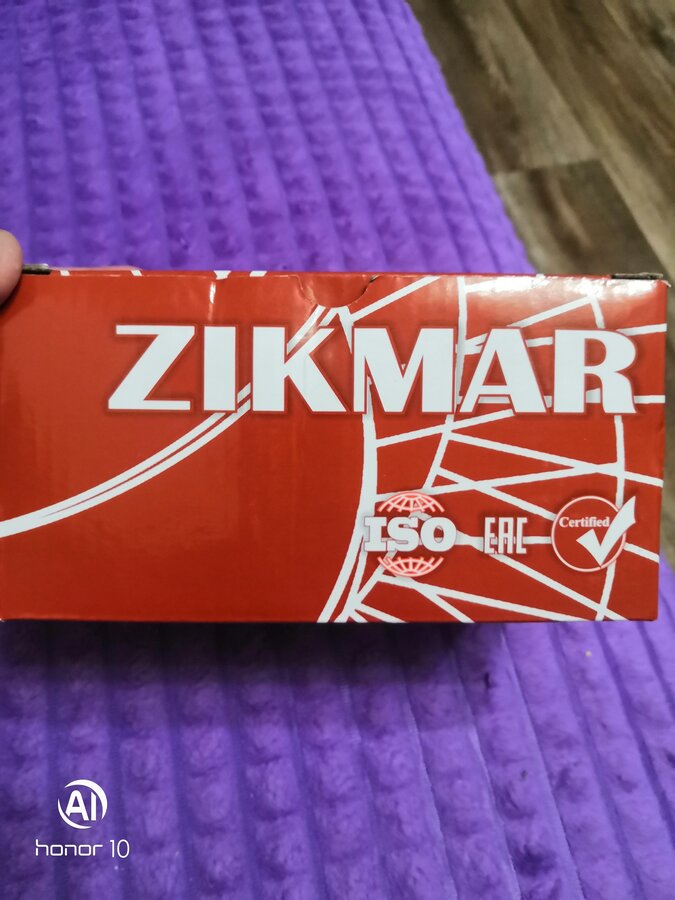 ZIKMAR
ISO EAC Certified
AI
honor 10